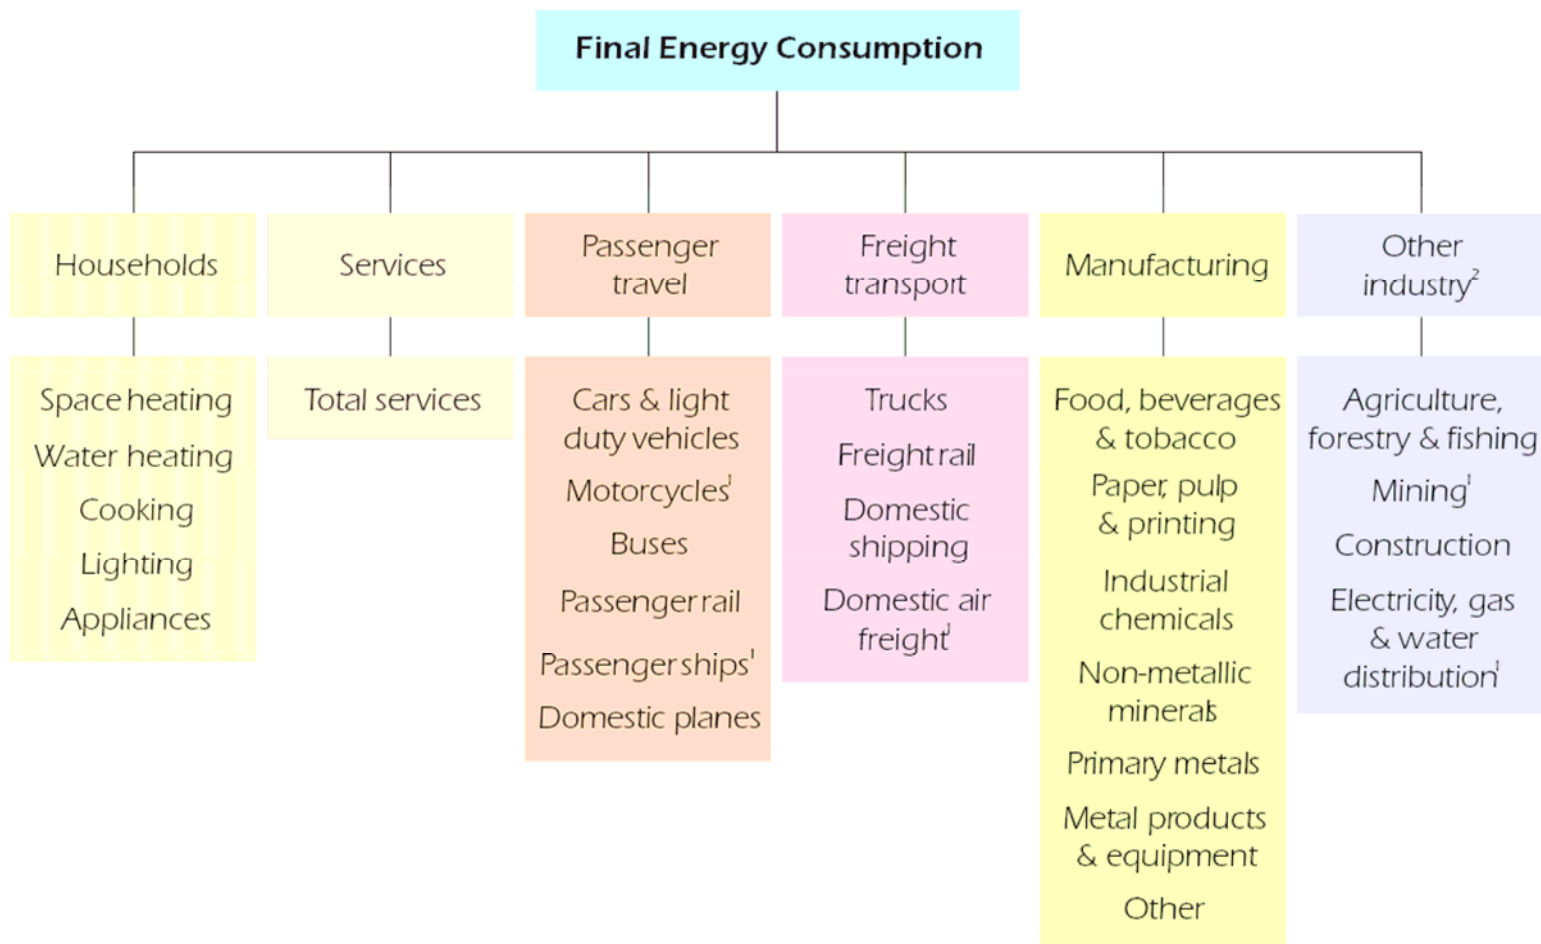 Final Energy Consumption
Households
Services
Passenger
travel
Freight
transport
Manufacturing
Other
industry²
Space heating
Water heating
Cooking
Lighting
Appliances
Total services
Cars & light
duty vehicles
Motorcycles¹
Buses
Passenger rail
Passenger ships¹
Domestic planes
Trucks
Freight rail
Domestic
shipping
Domestic air
freight¹
Food, beverages
& tobacco
Paper, pulp
& printing
Industrial
chemicals
Non-metallic
minerals
Primary metals
Metal products
& equipment
Other
Agriculture,
forestry & fishing
Mining¹
Construction
Electricity, gas
& water
distribution¹